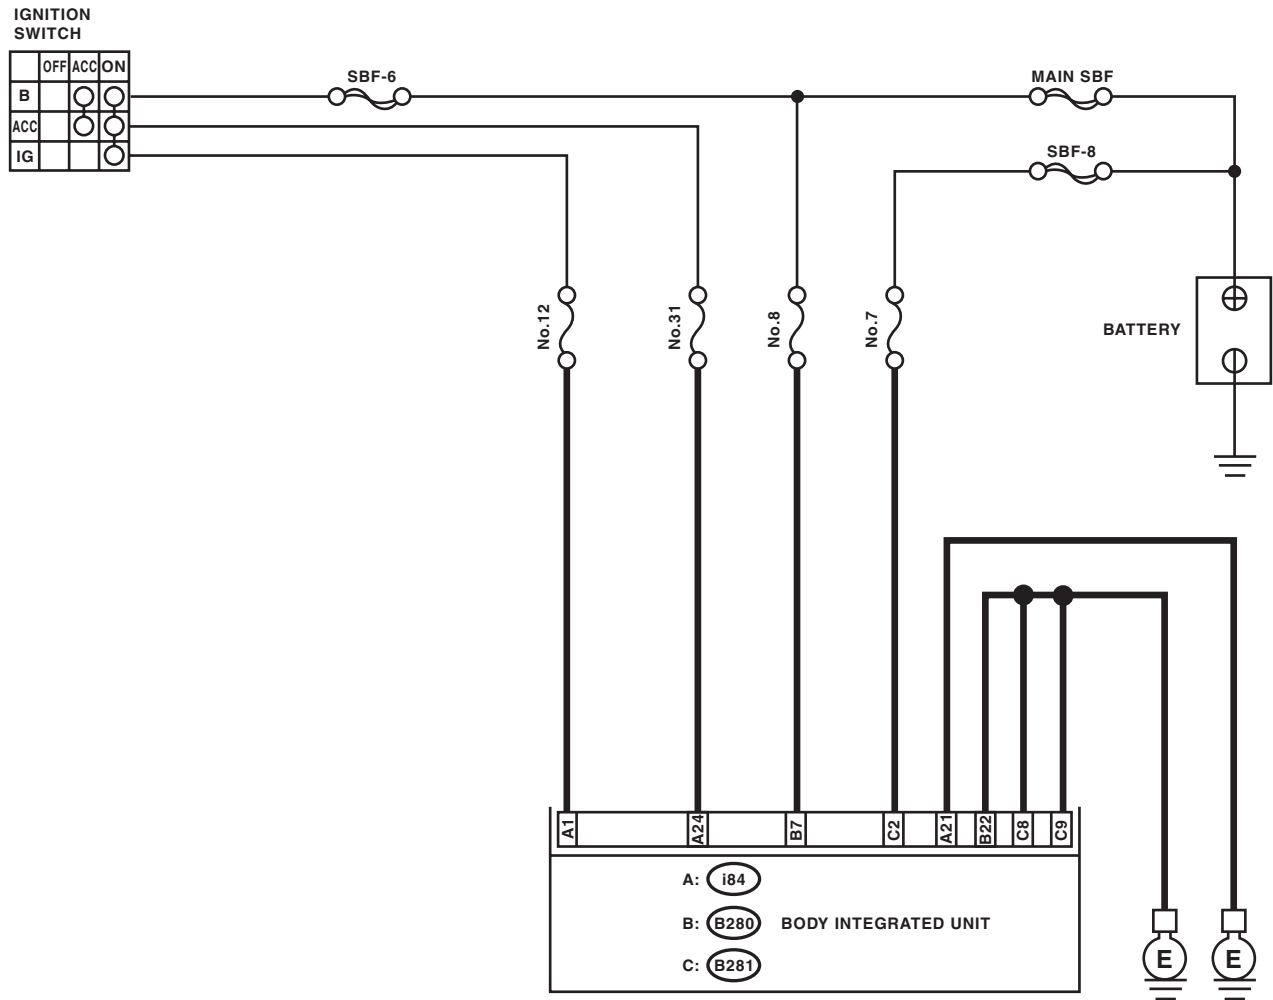 IGNITION
SWITCH
OFF ACC ON
B
ACC
IG
SBF-6
MAIN SBF
SBF-8
No.12
No.31
No.8
No.7
BATTERY
A1 A24 B7 C2 A21 B22 C8 C9
A: i84
B: B280 BODY INTEGRATED UNIT
C: B281
E E